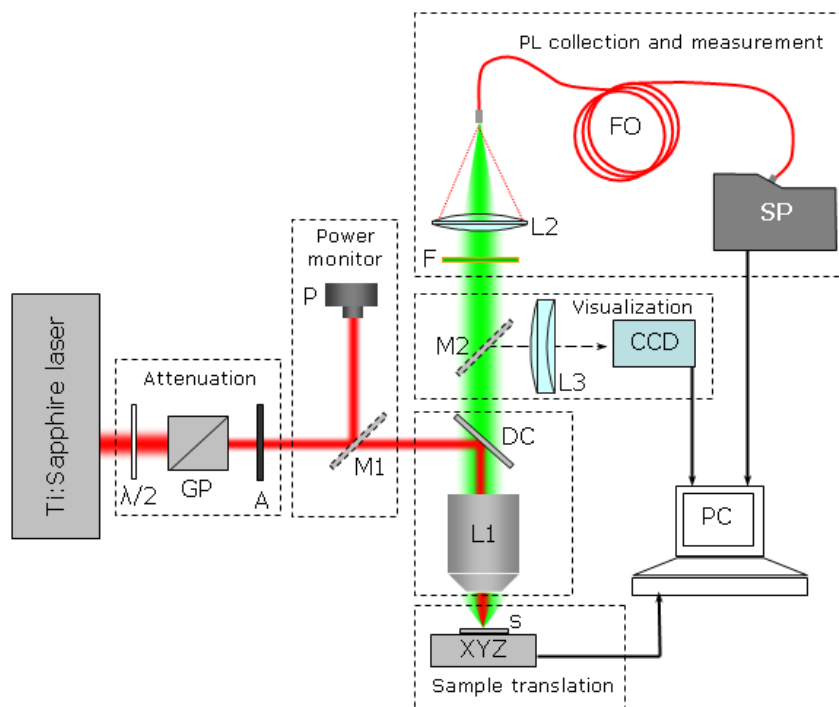 PL collection and measurement
FO
SP
L2
F
Power
monitor
P
Visualization
M2
CCD
L3
Ti:Sapphire laser
Attenuation
λ/2
GP
A
M1
DC
L1
PC
S
XYZ
Sample translation